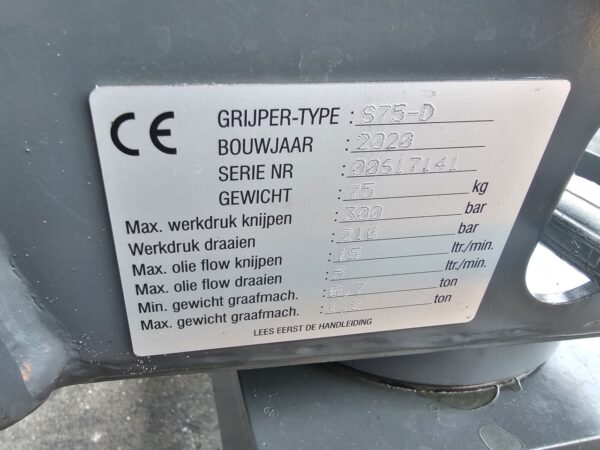 CE
GRIJPER-TYPE : S75-D
BOUWJAAR : 2020
SERIE NR : 00617141
GEWICHT : 75 kg
Max. werkdruk knijpen : 300 bar
Werkdruk draaien : 210 bar
Max. olie flow knijpen : 15 ltr./min.
Max. olie flow draaien : 5 ltr./min.
Min. gewicht graafmach. : 0,7 ton
Max. gewicht graafmach. : ton
LEES EERST DE HANDLEIDING